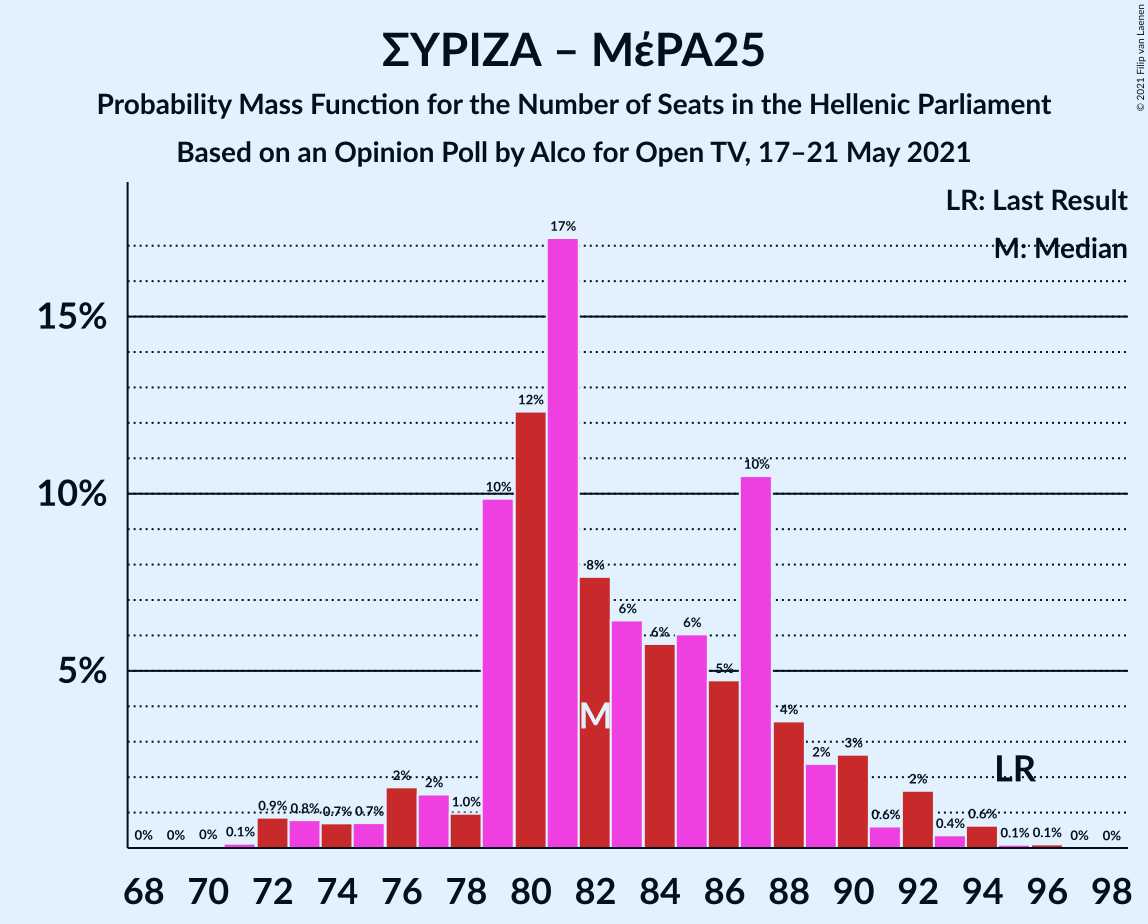 ΣΥΡΙΖΑ – ΜέΡΑ25
Probability Mass Function for the Number of Seats in the Hellenic Parliament
Based on an Opinion Poll by Alco for Open TV, 17–21 May 2021
© 2021 Filip van Laenen
LR: Last Result
M: Median
15%
10%
5%
0% 0% 0% 0.1% 0.9% 0.8% 0.7% 0.7% 2% 2% 1.0% 10% 12% 17% 8% 6% 6% 6% 5% 10% 4% 2% 3% 0.6% 2% 0.4% 0.6% 0.1% 0.1% 0% 0%
M
LR
68 70 72 74 76 78 80 82 84 86 88 90 92 94 96 98